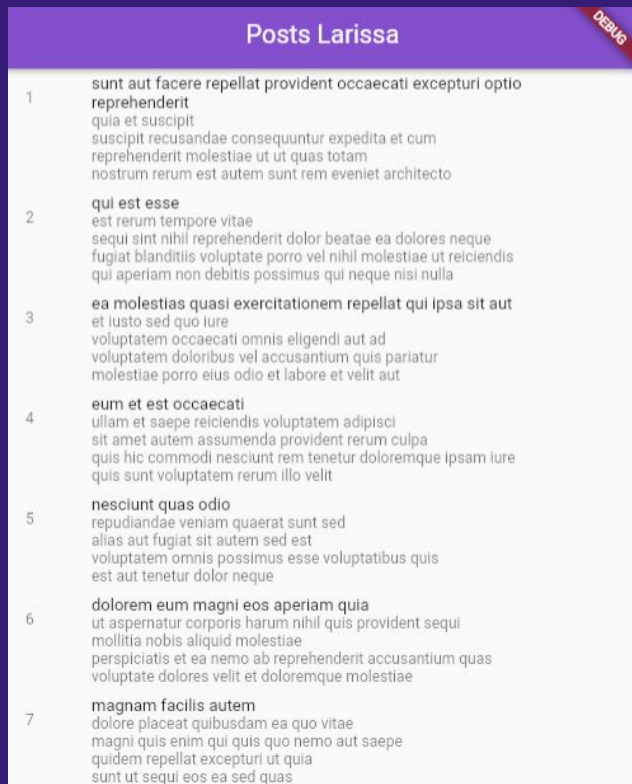 Posts Larissa
DEBUG
1
sunt aut facere repellat provident occaecati excepturi optio
reprehenderit
quia et suscipit
suscipit recusandae consequuntur expedita et cum
reprehenderit molestiae ut ut quas totam
nostrum rerum est autem sunt rem eveniet architecto
2
qui est esse
est rerum tempore vitae
sequi sint nihil reprehenderit dolor beatae ea dolores neque
fugiat blanditiis voluptate porro vel nihil molestiae ut reiciendis
qui aperiam non debitis possimus qui neque nisi nulla
3
ea molestias quasi exercitationem repellat qui ipsa sit aut
et iusto sed quo iure
voluptatem occaecati omnis eligendi aut ad
voluptatem doloribus vel accusantium quis pariatur
molestiae porro eius odio et labore et velit aut
4
eum et est occaecati
ullam et saepe reiciendis voluptatem adipisci
sit amet autem assumenda provident rerum culpa
quis hic commodi nesciunt rem tenetur doloremque ipsam iure
quis sunt voluptatem rerum illo velit
5
nesciunt quas odio
repudiandae veniam quaerat sunt sed
alias aut fugiat sit autem sed est
voluptatem omnis possimus esse voluptatibus quis
est aut tenetur dolor neque
6
dolorem eum magni eos aperiam quia
ut aspernatur corporis harum nihil quis provident sequi
mollitia nobis aliquid molestiae
perspiciatis et ea nemo ab reprehenderit accusantium quas
voluptate dolores velit et doloremque molestiae
7
magnam facilis autem
dolore placeat quibusdam ea quo vitae
magni quis enim qui quis quo nemo aut saepe
quidem repellat excepturi ut quia
sunt ut sequi eos ea sed quas